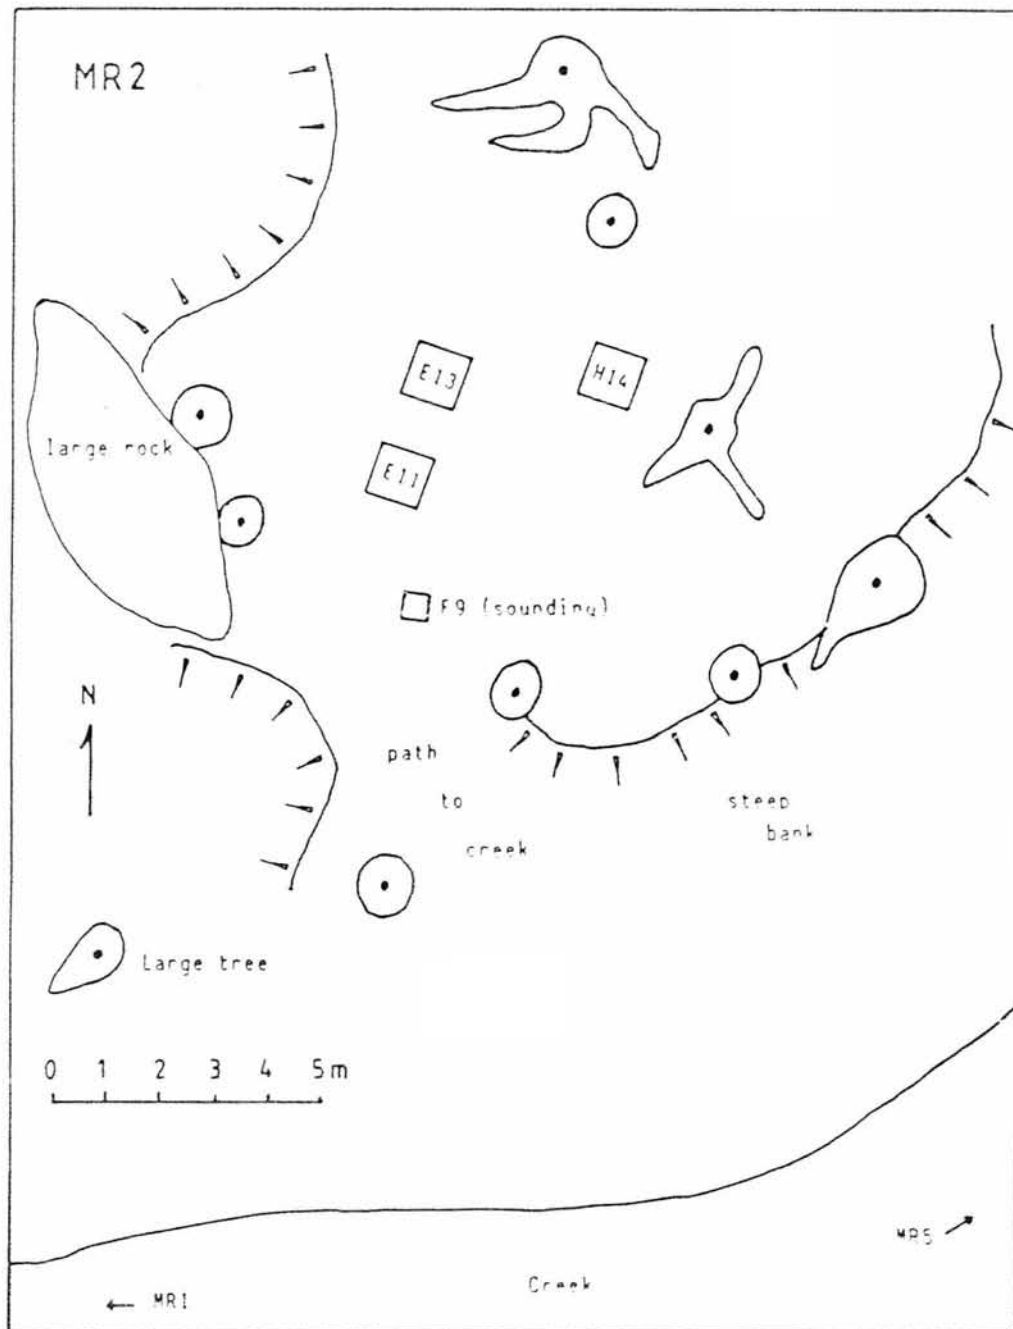 MR2
E13
H14
large rock
E11
F9 (sounding)
N
path
to
creek
steep
bank
Large tree
0 1 2 3 4 5m
MR5
Creek
MR1